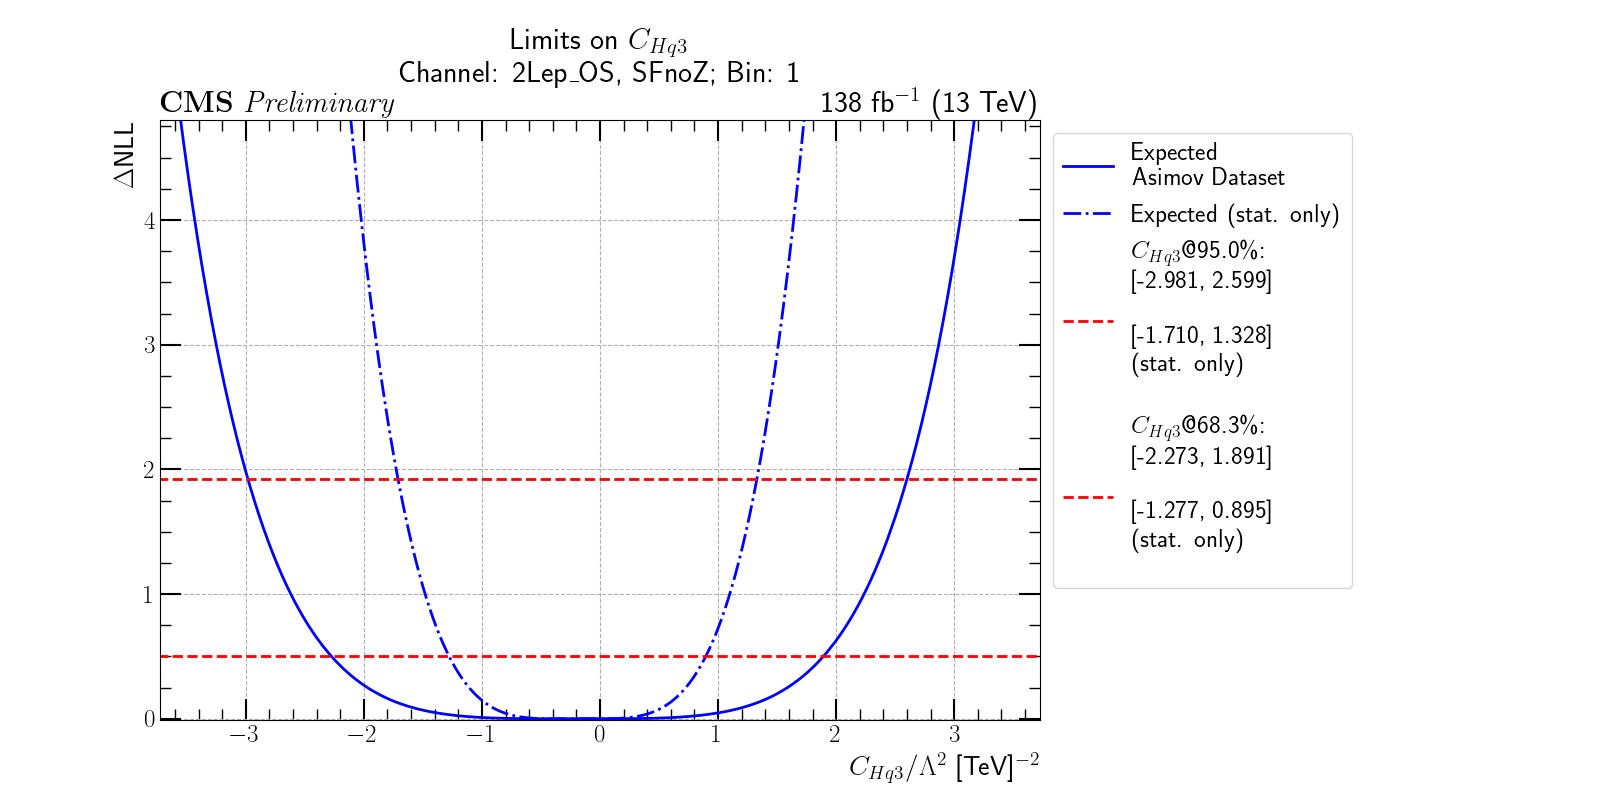 Limits on C_{Hq3}
Channel: 2Lep_OS, SFnoZ; Bin: 1
CMS Preliminary
138 fb^{-1} (13 TeV)
ΔNLL
4
3
2
1
0
−3
−2
−1
0
1
2
3
C_{Hq3}/Λ^{2} [TeV]^{-2}
Expected
Asimov Dataset
Expected (stat. only)
C_{Hq3}@95.0%:
[-2.981, 2.599]
[-1.710, 1.328]
(stat. only)
C_{Hq3}@68.3%:
[-2.273, 1.891]
[-1.277, 0.895]
(stat. only)